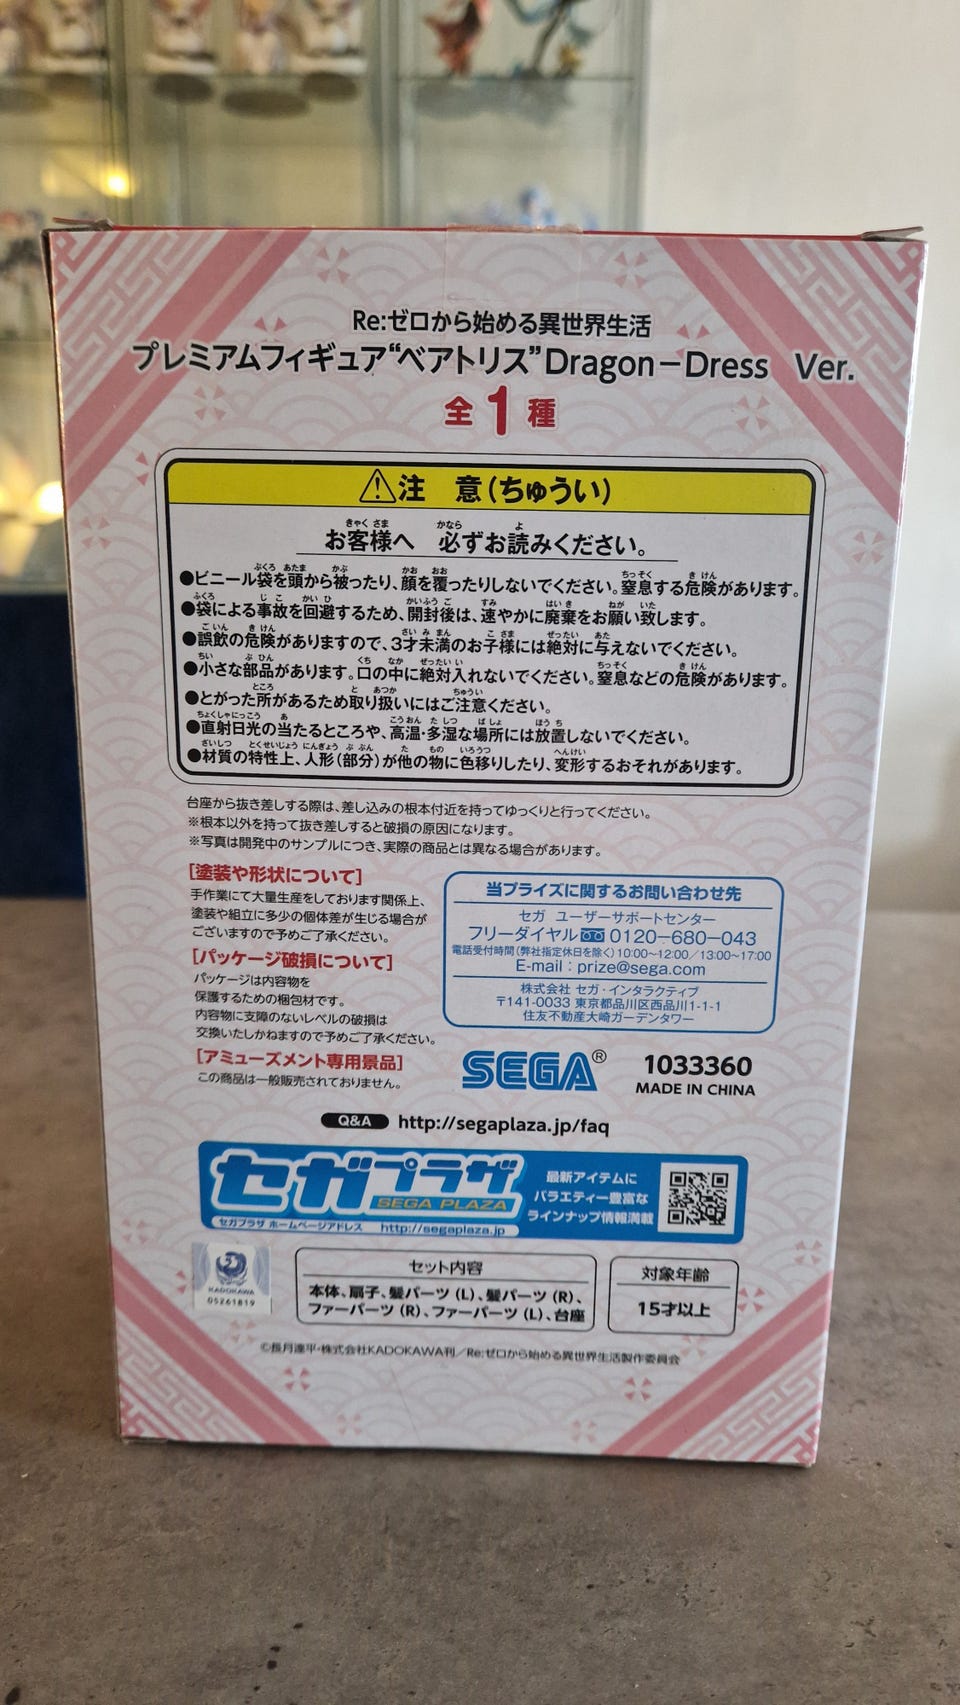 Re:ゼロから始める異世界生活
プレミアムフィギュア“ベアトリス”Dragon－Dress Ver.
全1種
⚠注 意(ちゅうい)
お客様へ 必ずお読みください。
●ビニール袋を頭から被ったり、顔を覆ったりしないでください。窒息する危険があります。
●袋による事故を回避するため、開封後は、速やかに廃棄をお願い致します。
●誤飲の危険がありますので、3才未満のお子様には絶対に与えないでください。
●小さな部品があります。口の中に絶対入れないでください。窒息などの危険があります。
●とがった所があるため取り扱いにはご注意ください。
●直射日光の当たるところや、高温・多湿な場所には放置しないでください。
●材質の特性上、人形(部分)が他の物に色移りしたり、変形するおそれがあります。
台座から抜き差しする際は、差し込みの根本付近を持ってゆっくりと行ってください。
※根本以外を持って抜き差しすると破損の原因になります。
※写真は開発中のサンプルにつき、実際の商品とは異なる場合があります。
[塗装や形状について]
手作業にて大量生産をしております関係上、
塗装や組立に多少の個体差が生じる場合が
ございますので予めご了承ください。
[パッケージ破損について]
パッケージは内容物を
保護するための梱包材です。
内容物に支障のないレベルの破損は
交換いたしかねますので予めご了承ください。
[アミューズメント専用景品]
この商品は一般販売されておりません。
当プライズに関するお問い合わせ先
セガ ユーザーサポートセンター
フリーダイヤル 0120−680−043
電話受付時間(弊社指定休日を除く)10:00〜12:00／13:00〜17:00
E-mail：prize@sega.com
株式会社 セガ・インタラクティブ
〒141-0033 東京都品川区西品川1-1-1
住友不動産大崎ガーデンタワー
SEGA®
1033360
MADE IN CHINA
Q&A http://segaplaza.jp/faq
セガプラザ
SEGA PLAZA
セガプラザ ホームページアドレス http://segaplaza.jp
最新アイテムに
バラエティー豊富な
ラインナップ情報満載
KADOKAWA
05261819
セット内容
本体、扇子、髪パーツ(L)、髪パーツ(R)、
ファーパーツ(R)、ファーパーツ(L)、台座
対象年齢
15才以上
©長月達平・株式会社KADOKAWA刊／Re:ゼロから始める異世界生活製作委員会